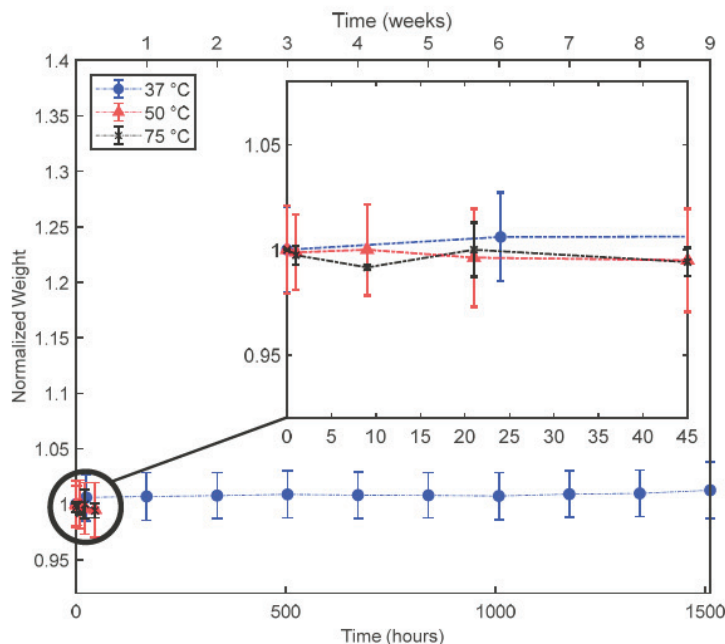 Time (weeks)
1 2 3 4 5 6 7 8 9
1.4
37 °C
50 °C
75 °C
1.35
1.3
1.25
1.2
1.15
1.1
1.05
1
0.95
Normalized Weight
1.05
1
0.95
0 5 10 15 20 25 30 35 40 45
0 500 1000 1500
Time (hours)